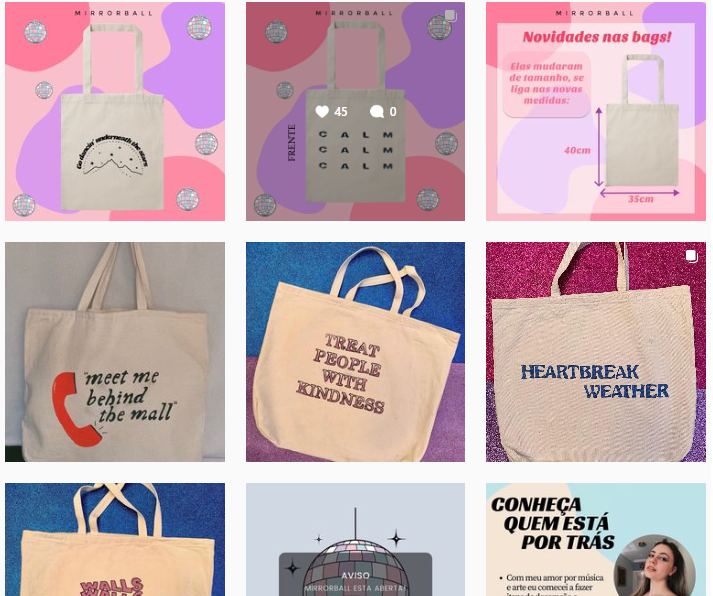 MIRRORBALL
Go dancin' underneath the stars
MIRRORBALL
45
0
FRENTE
CALM
CALM
CALM
MIRRORBALL
Novidades nas bags!
Elas mudaram
de tamanho, se
liga nas novas
medidas:
40cm
35cm
"meet me
behind
the mall"
TREAT
PEOPLE
WITH
KINDNESS
HEARTBREAK
WEATHER
WALLS
WALLS
AVISO
MIRRORBALL ESTÁ ABERTA!
CONHEÇA
QUEM ESTÁ
POR TRÁS
• Com meu amor por música
e arte eu comecei a fazer